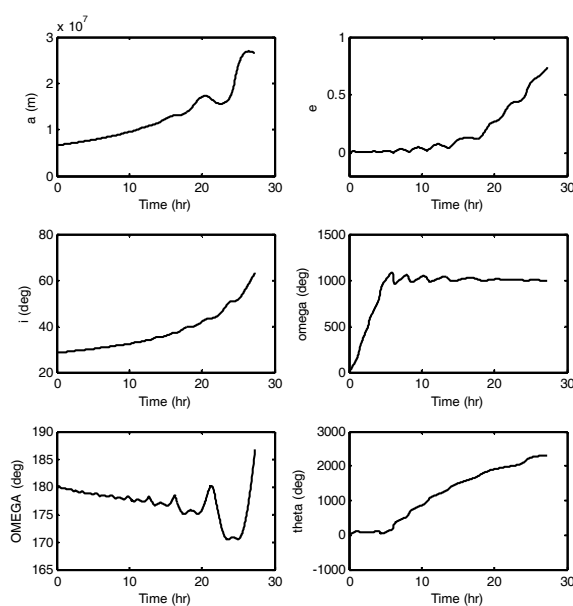 x 10^7
3
2
1
0
a (m)
0 10 20 30
Time (hr)
1
0.5
0
e
0 10 20 30
Time (hr)
80
60
40
20
i (deg)
0 10 20 30
Time (hr)
1500
1000
500
0
omega (deg)
0 10 20 30
Time (hr)
190
185
180
175
170
165
OMEGA (deg)
0 10 20 30
Time (hr)
3000
2000
1000
0
-1000
theta (deg)
0 10 20 30
Time (hr)